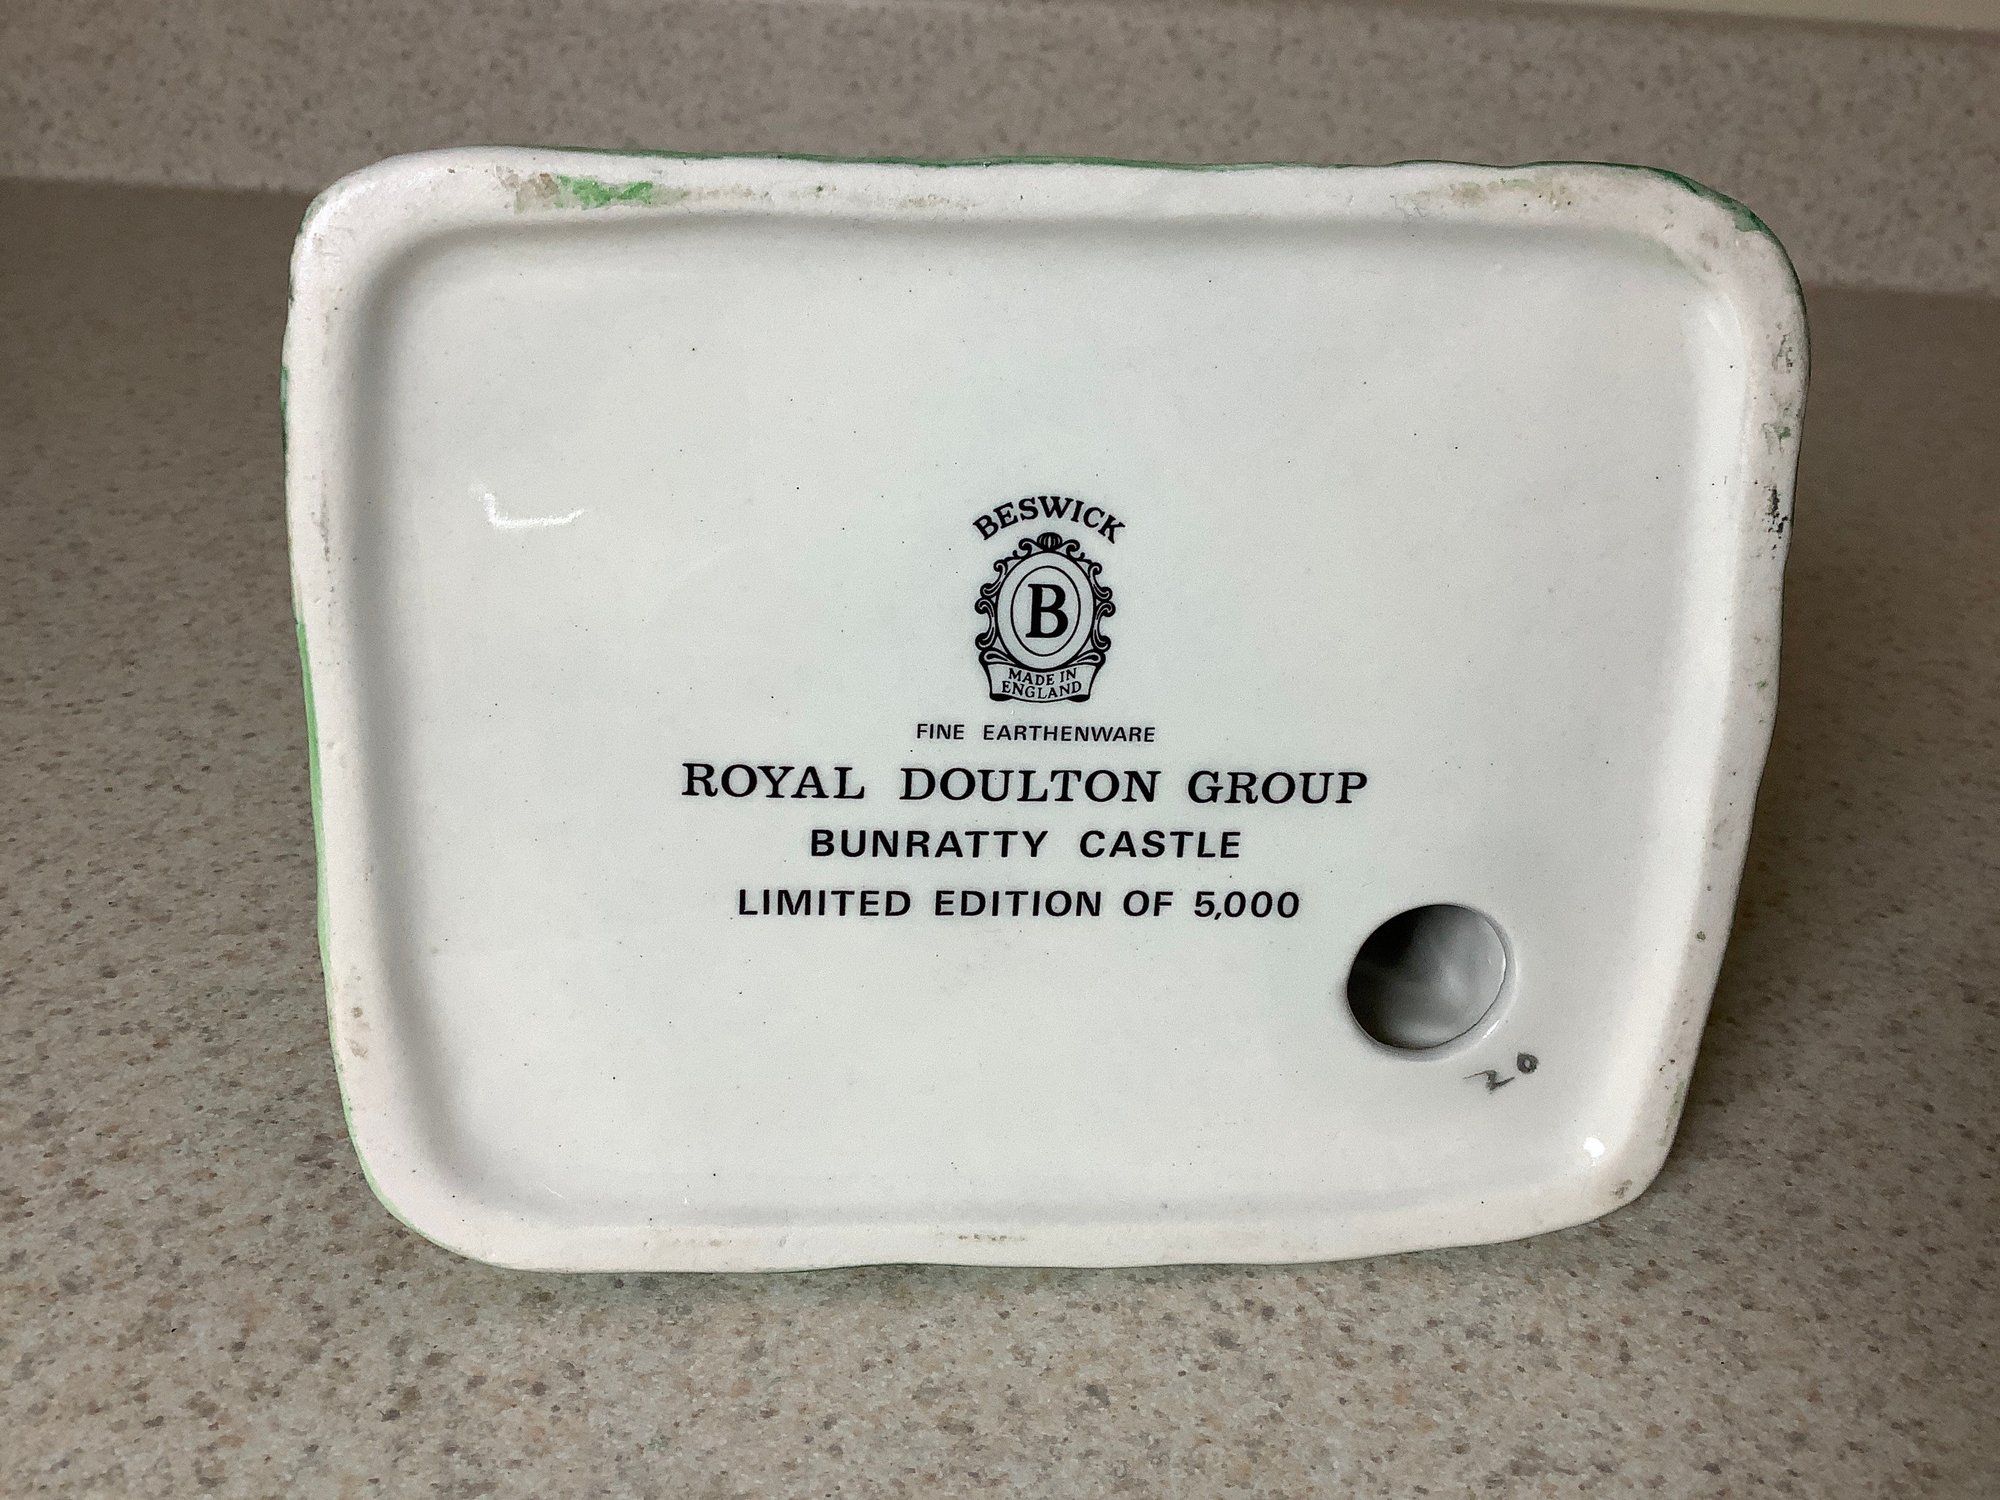 BESWICK
B
MADE IN
ENGLAND
FINE EARTHENWARE
ROYAL DOULTON GROUP
BUNRATTY CASTLE
LIMITED EDITION OF 5,000
20